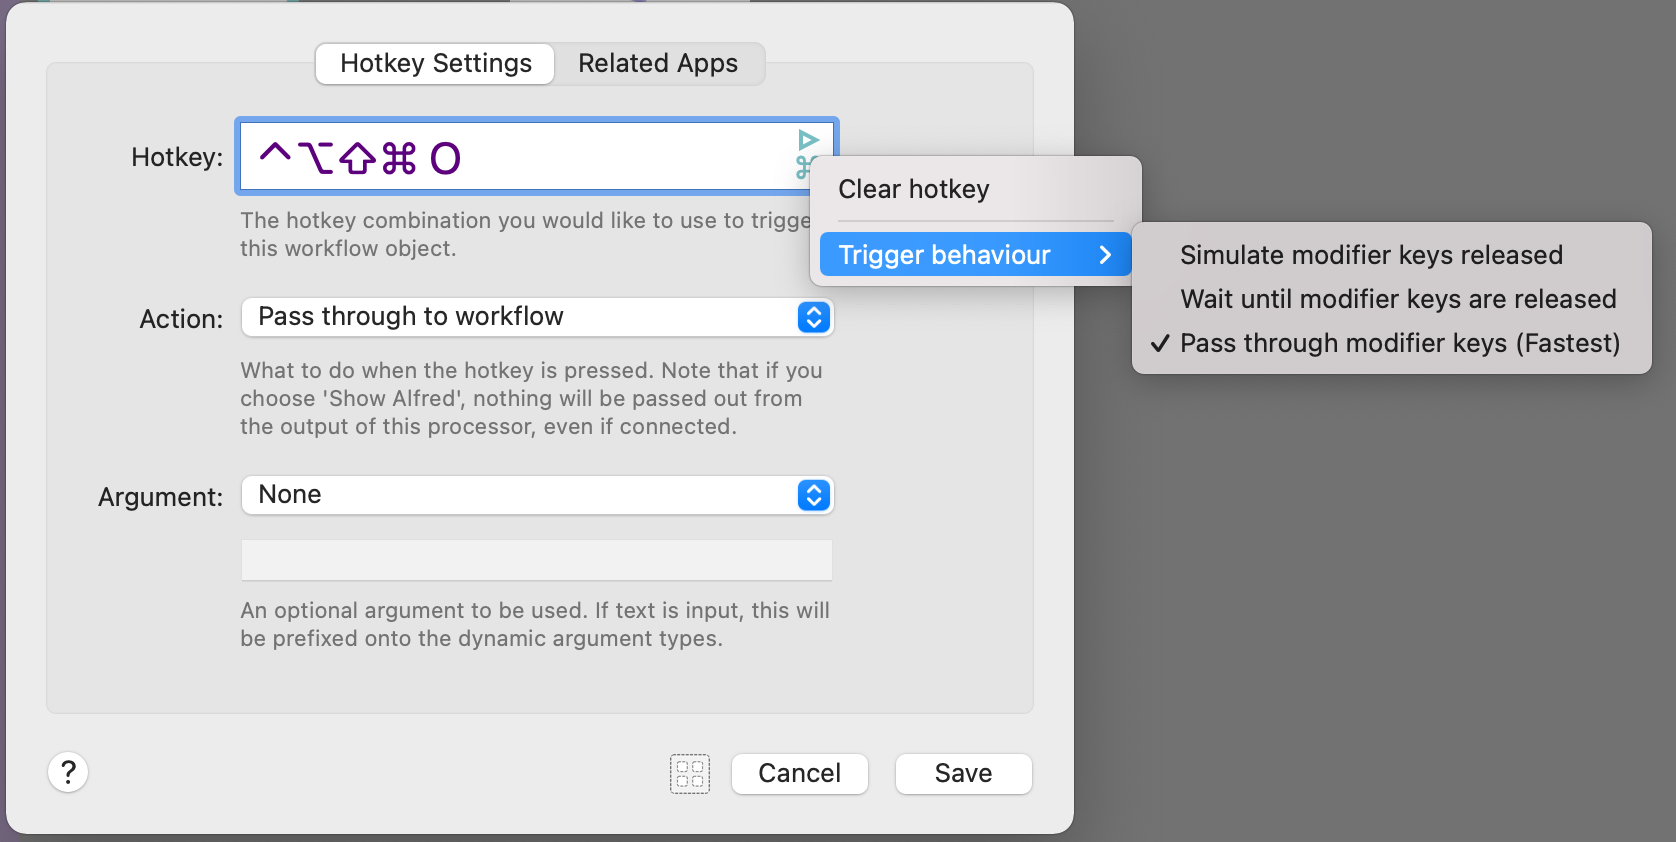 Hotkey Settings Related Apps
Hotkey: ⌃⌥⇧⌘ O
Clear hotkey
The hotkey combination you would like to use to trigge
this workflow object.
Trigger behaviour
Simulate modifier keys released
Wait until modifier keys are released
✓ Pass through modifier keys (Fastest)
Action: Pass through to workflow
What to do when the hotkey is pressed. Note that if you
choose 'Show Alfred', nothing will be passed out from
the output of this processor, even if connected.
Argument: None
An optional argument to be used. If text is input, this will
be prefixed onto the dynamic argument types.
? Cancel Save